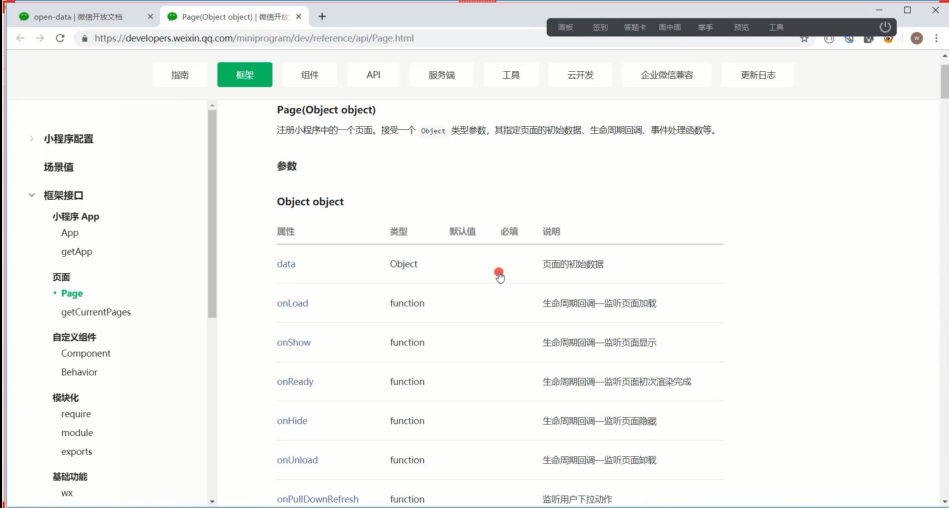 open-data | 微信开放文档
Page(Object object) | 微信开放
https://developers.weixin.qq.com/miniprogram/dev/reference/api/Page.html
面板 签到 答题卡 画中画 举手 预览 工具
指南 框架 组件 API 服务端 工具 云开发 企业微信兼容 更新日志
小程序配置
场景值
框架接口
小程序 App
App
getApp
页面
Page
getCurrentPages
自定义组件
Component
Behavior
模块化
require
module
exports
基础功能
wx
Page(Object object)
注册小程序中的一个页面。接受一个 Object 类型参数，其指定页面的初始数据、生命周期回调、事件处理函数等。
参数
Object object
属性 类型 默认值 必填 说明
data Object 页面的初始数据
onLoad function 生命周期回调—监听页面加载
onShow function 生命周期回调—监听页面显示
onReady function 生命周期回调—监听页面初次渲染完成
onHide function 生命周期回调—监听页面隐藏
onUnload function 生命周期回调—监听页面卸载
onPullDownRefresh function 监听用户下拉动作